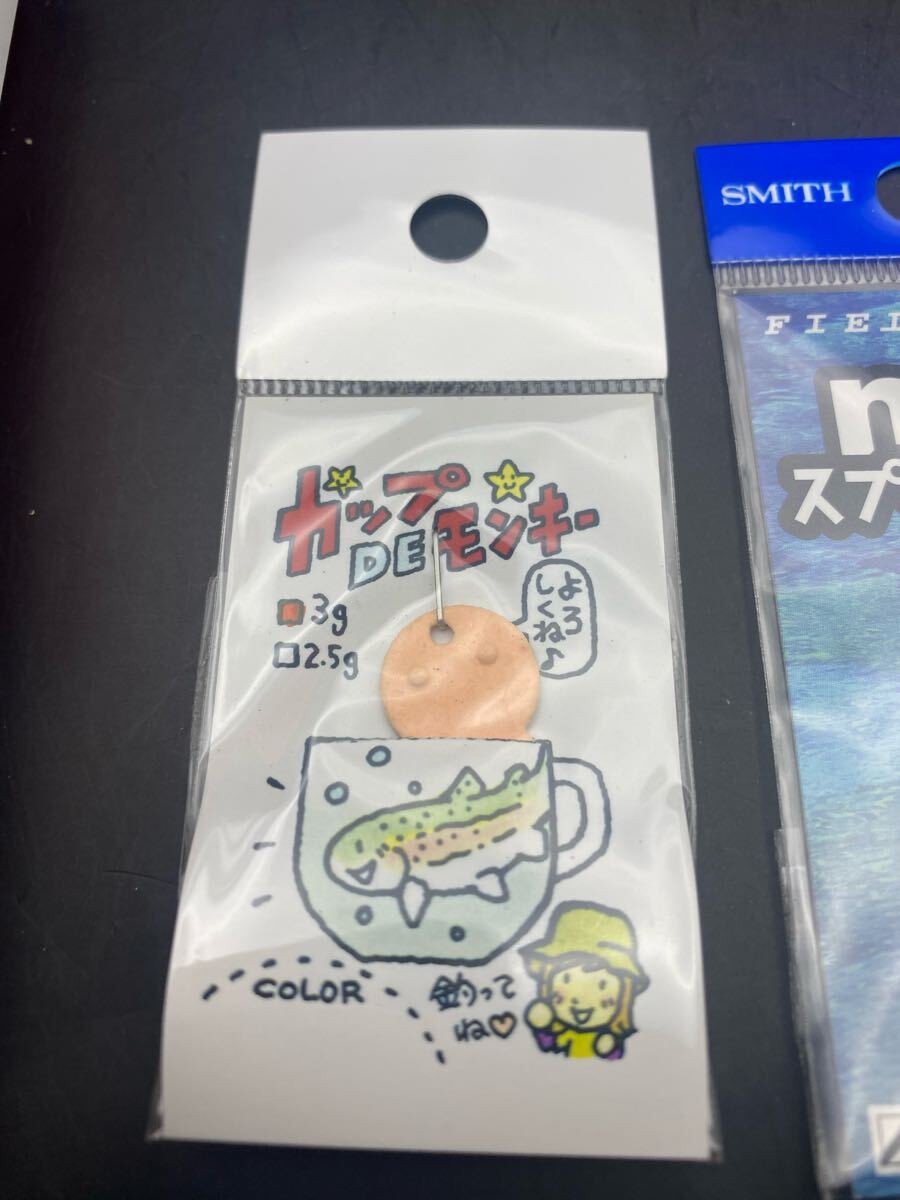 ガップ
DEモンキー
3g
2.5g
よろ
しくね♪
COLOR
釣って
ね♡
SMITH
FIEL
スプ